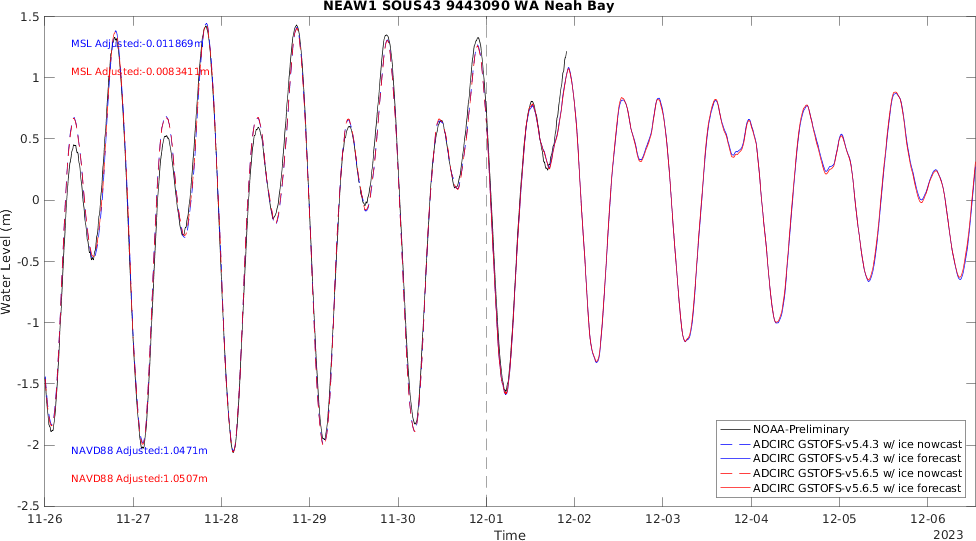 NEAW1 SOUS43 9443090 WA Neah Bay
1.5
1
0.5
0
-0.5
-1
-1.5
-2
-2.5
Water Level (m)
MSL Adjusted:-0.011869m
MSL Adjusted:-0.0083411m
NAVD88 Adjusted:1.0471m
NAVD88 Adjusted:1.0507m
NOAA-Preliminary
ADCIRC GSTOFS-v5.4.3 w/ ice nowcast
ADCIRC GSTOFS-v5.4.3 w/ ice forecast
ADCIRC GSTOFS-v5.6.5 w/ ice nowcast
ADCIRC GSTOFS-v5.6.5 w/ ice forecast
11-26 11-27 11-28 11-29 11-30 12-01 12-02 12-03 12-04 12-05 12-06
Time
2023